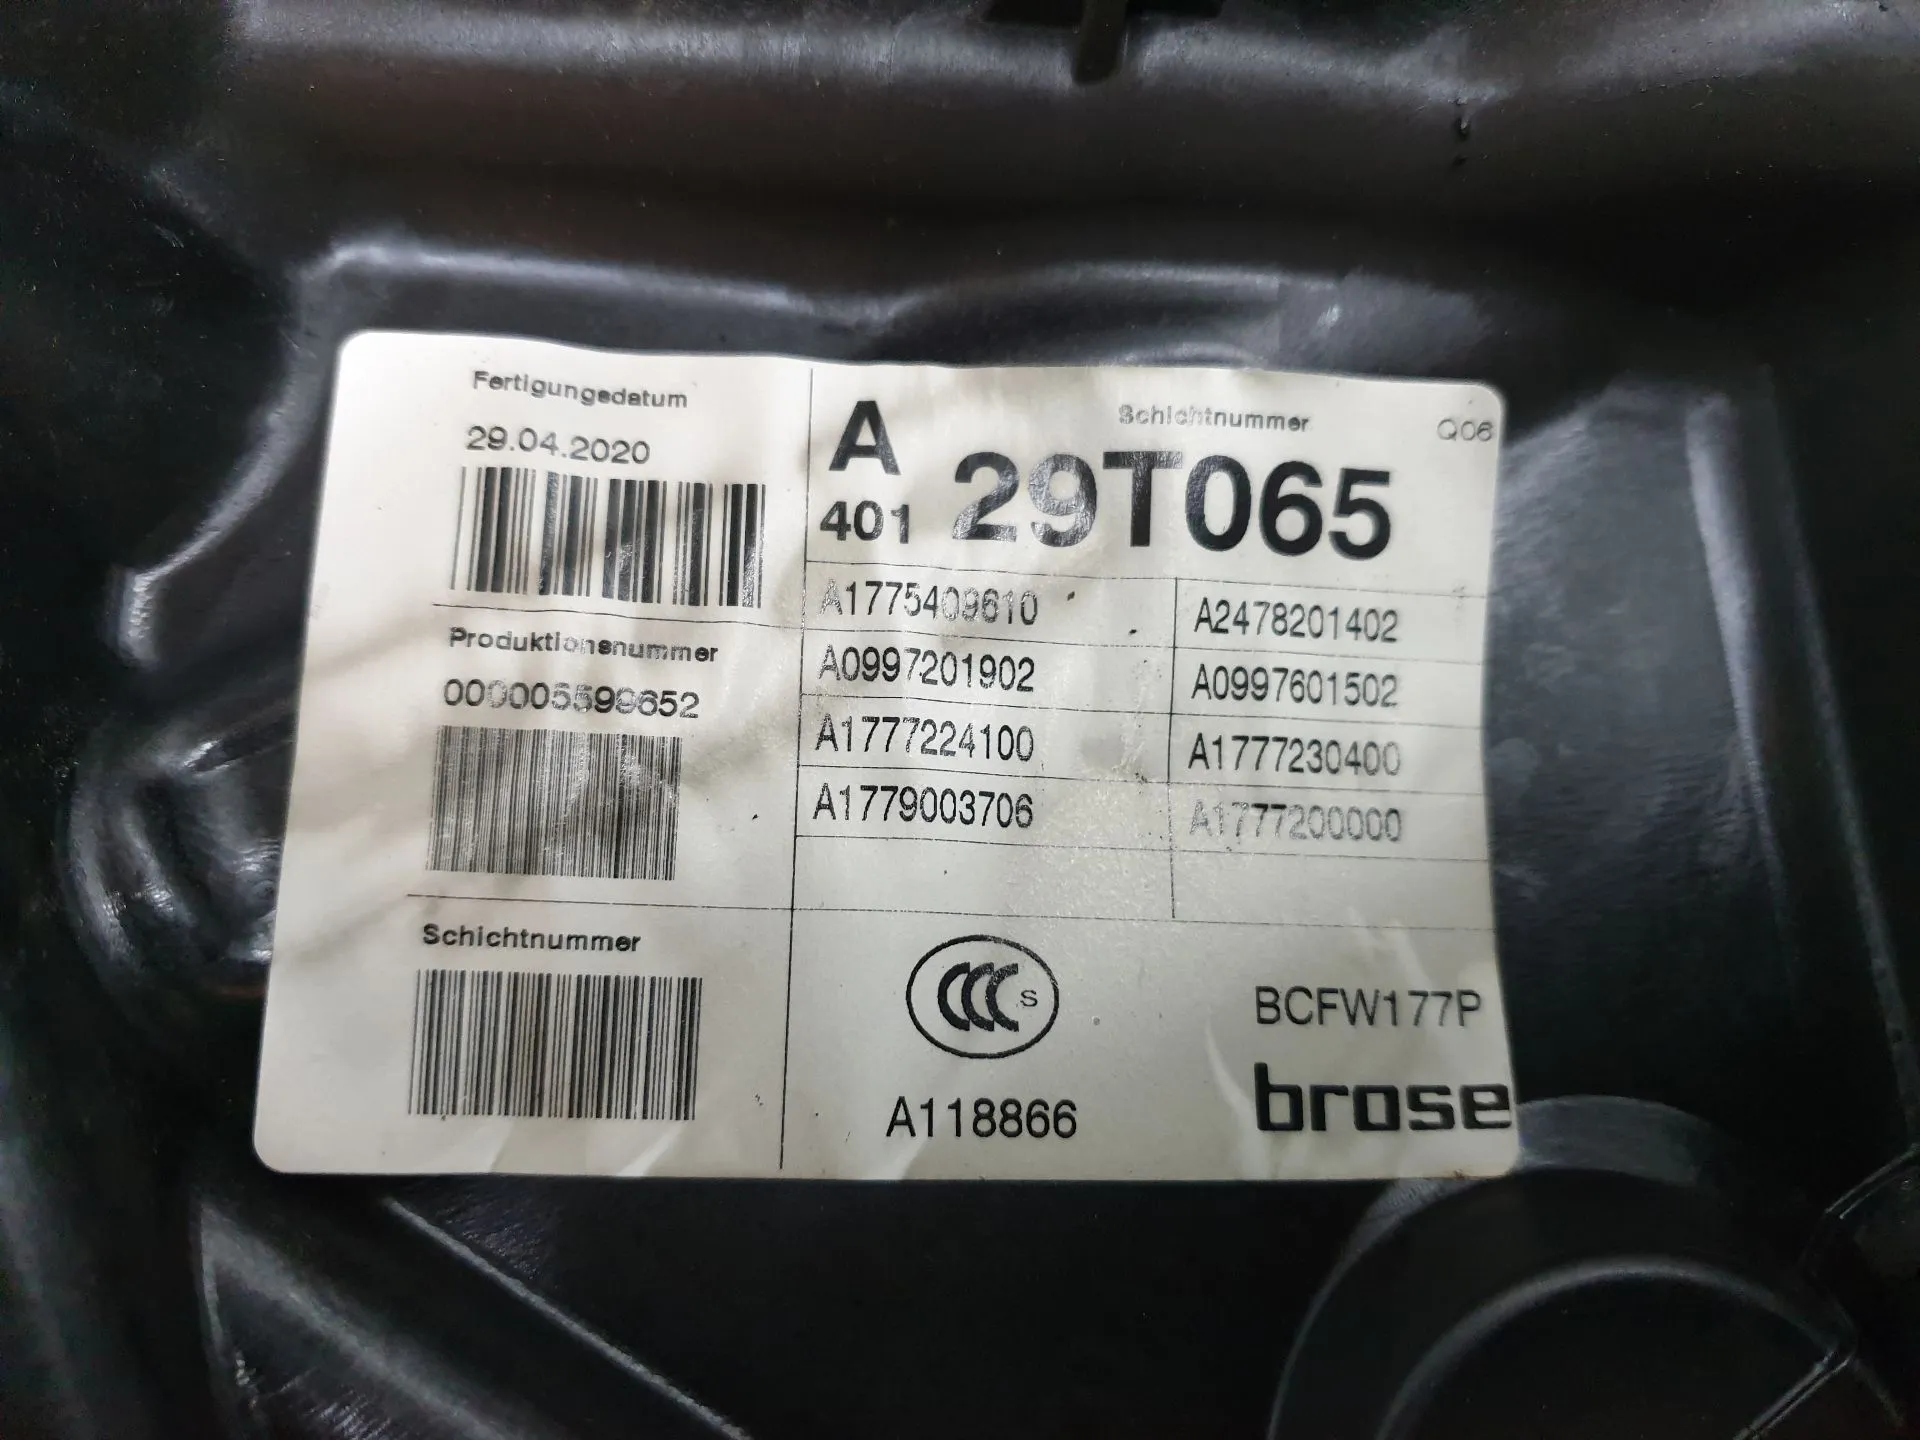 Fertigungsdatum
29.04.2020
Produktionsnummer
000005599652
Schichtnummer
A
401
Schichtnummer
Q06
29T065
A1775409610
A2478201402
A0997201902
A0997601502
A1777224100
A1777230400
A1779003706
A1777200000
CCC S
A118866
BCFW177P
brose